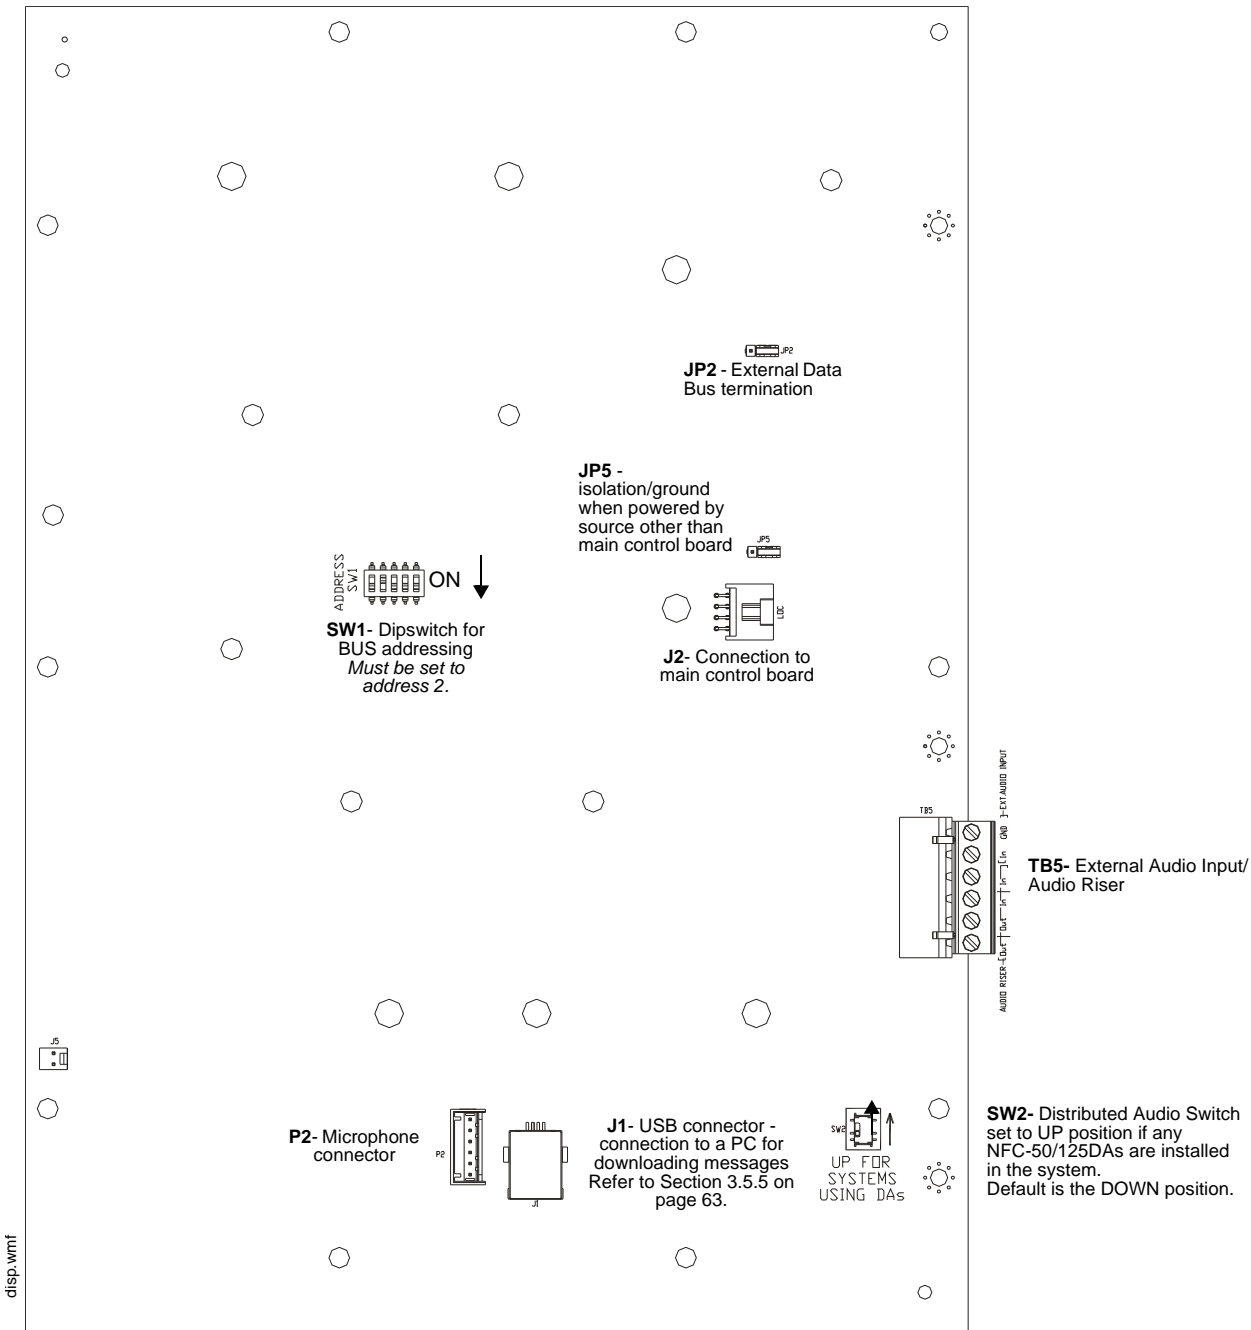 JP2
JP2 - External Data
Bus termination
JP5 -
isolation/ground
when powered by
source other than
main control board
JP5
ADDRESS
SW1
ON
SW1- Dipswitch for
BUS addressing
Must be set to
address 2.
LOC
J2- Connection to
main control board
TB5
AUDIO RISER-[Out Out In In] [In GND ]-EXT.AUDIO INPUT
TB5- External Audio Input/
Audio Riser
J5
P2- Microphone
connector
P2
J1
J1- USB connector -
connection to a PC for
downloading messages
Refer to Section 3.5.5 on
page 63.
SW2
UP FOR
SYSTEMS
USING DAs
SW2- Distributed Audio Switch
set to UP position if any
NFC-50/125DAs are installed
in the system.
Default is the DOWN position.
disp.wmf